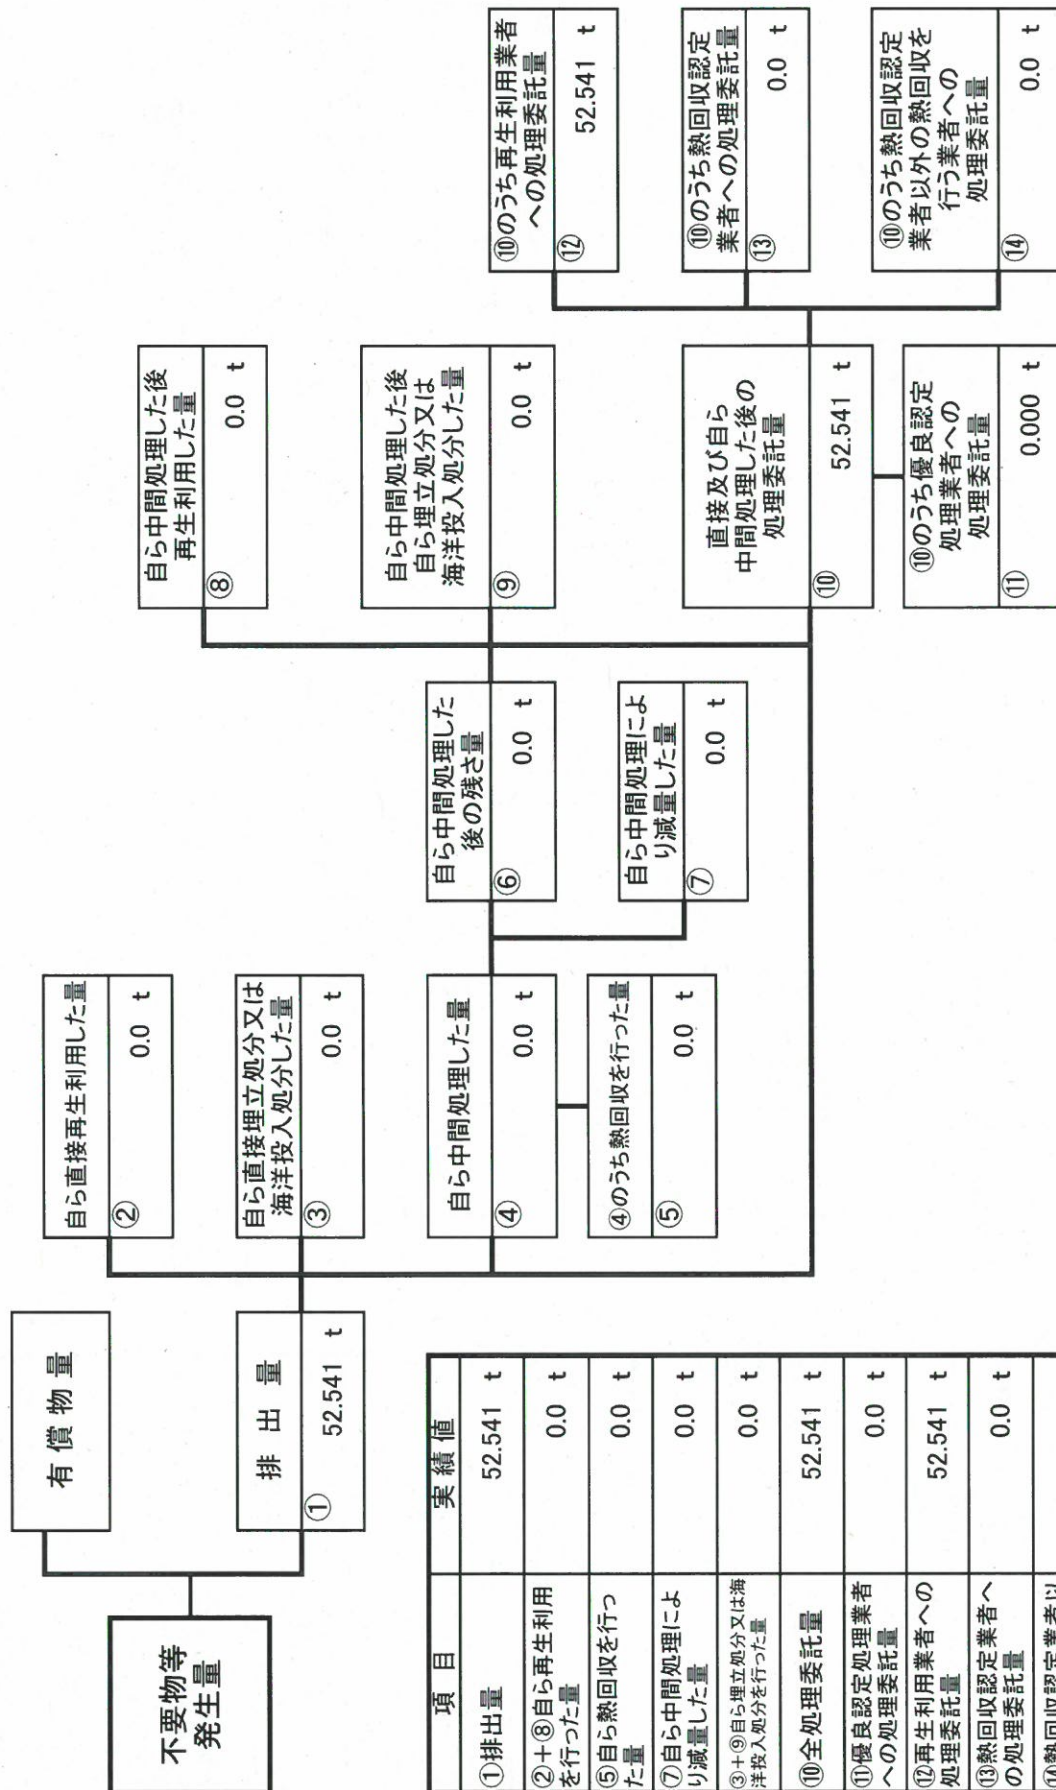 不要物等
発生量
有償物量
排出量
① 52.541 t
自ら直接再生利用した量
② 0.0 t
自ら直接埋立処分又は
海洋投入処分した量
③ 0.0 t
自ら中間処理した量
④ 0.0 t
④のうち熱回収を行った量
⑤ 0.0 t
自ら中間処理した
後の残さ量
⑥ 0.0 t
自ら中間処理によ
り減量した量
⑦ 0.0 t
自ら中間処理した後
再生利用した量
⑧ 0.0 t
自ら中間処理した後
自ら埋立処分又は
海洋投入処分した量
⑨ 0.0 t
直接及び自ら
中間処理した後の
処理委託量
⑩ 52.541 t
⑩のうち優良認定
処理業者への
処理委託量
⑪ 0.000 t
⑩のうち再生利用業者
への処理委託量
⑫ 52.541 t
⑩のうち熱回収認定
業者への処理委託量
⑬ 0.0 t
⑩のうち熱回収認定
業者以外の熱回収を
行う業者への
処理委託量
⑭ 0.0 t
項目 実績値
①排出量 52.541 t
②+⑧自ら再生利用
を行った量 0.0 t
⑤自ら熱回収を行っ
た量 0.0 t
⑦自ら中間処理によ
り減量した量 0.0 t
③+⑨自ら埋立処分又は海
洋投入処分を行った量 0.0 t
⑩全処理委託量 52.541 t
⑪優良認定処理業者
への処理委託量 0.0 t
⑫再生利用業者への
処理委託量 52.541 t
⑬熱回収認定業者へ
の処理委託量 0.0 t
⑭熱回収認定業者以